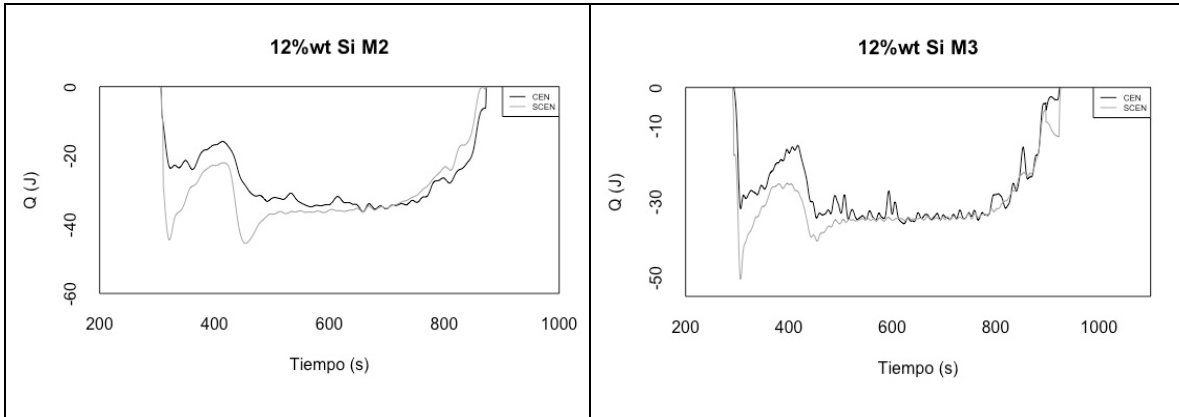 12%wt Si M2
0
-20
-40
-60
Q (J)
CEN
SCEN
200 400 600 800 1000
Tiempo (s)
12%wt Si M3
0
-10
-30
-50
Q (J)
CEN
SCEN
200 400 600 800 1000
Tiempo (s)